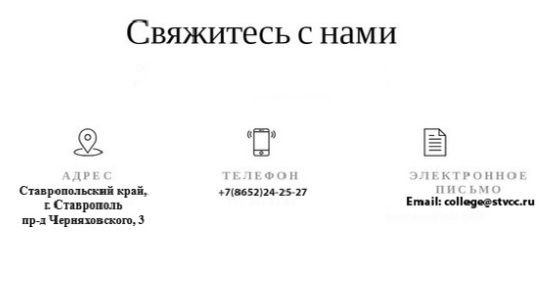 Свяжитесь с нами
АДРЕС
Ставропольский край,
г. Ставрополь
пр-д Черняховского, 3
ТЕЛЕФОН
+7(8652)24-25-27
ЭЛЕКТРОННОЕ
ПИСЬМО
Email: college@stvcc.ru